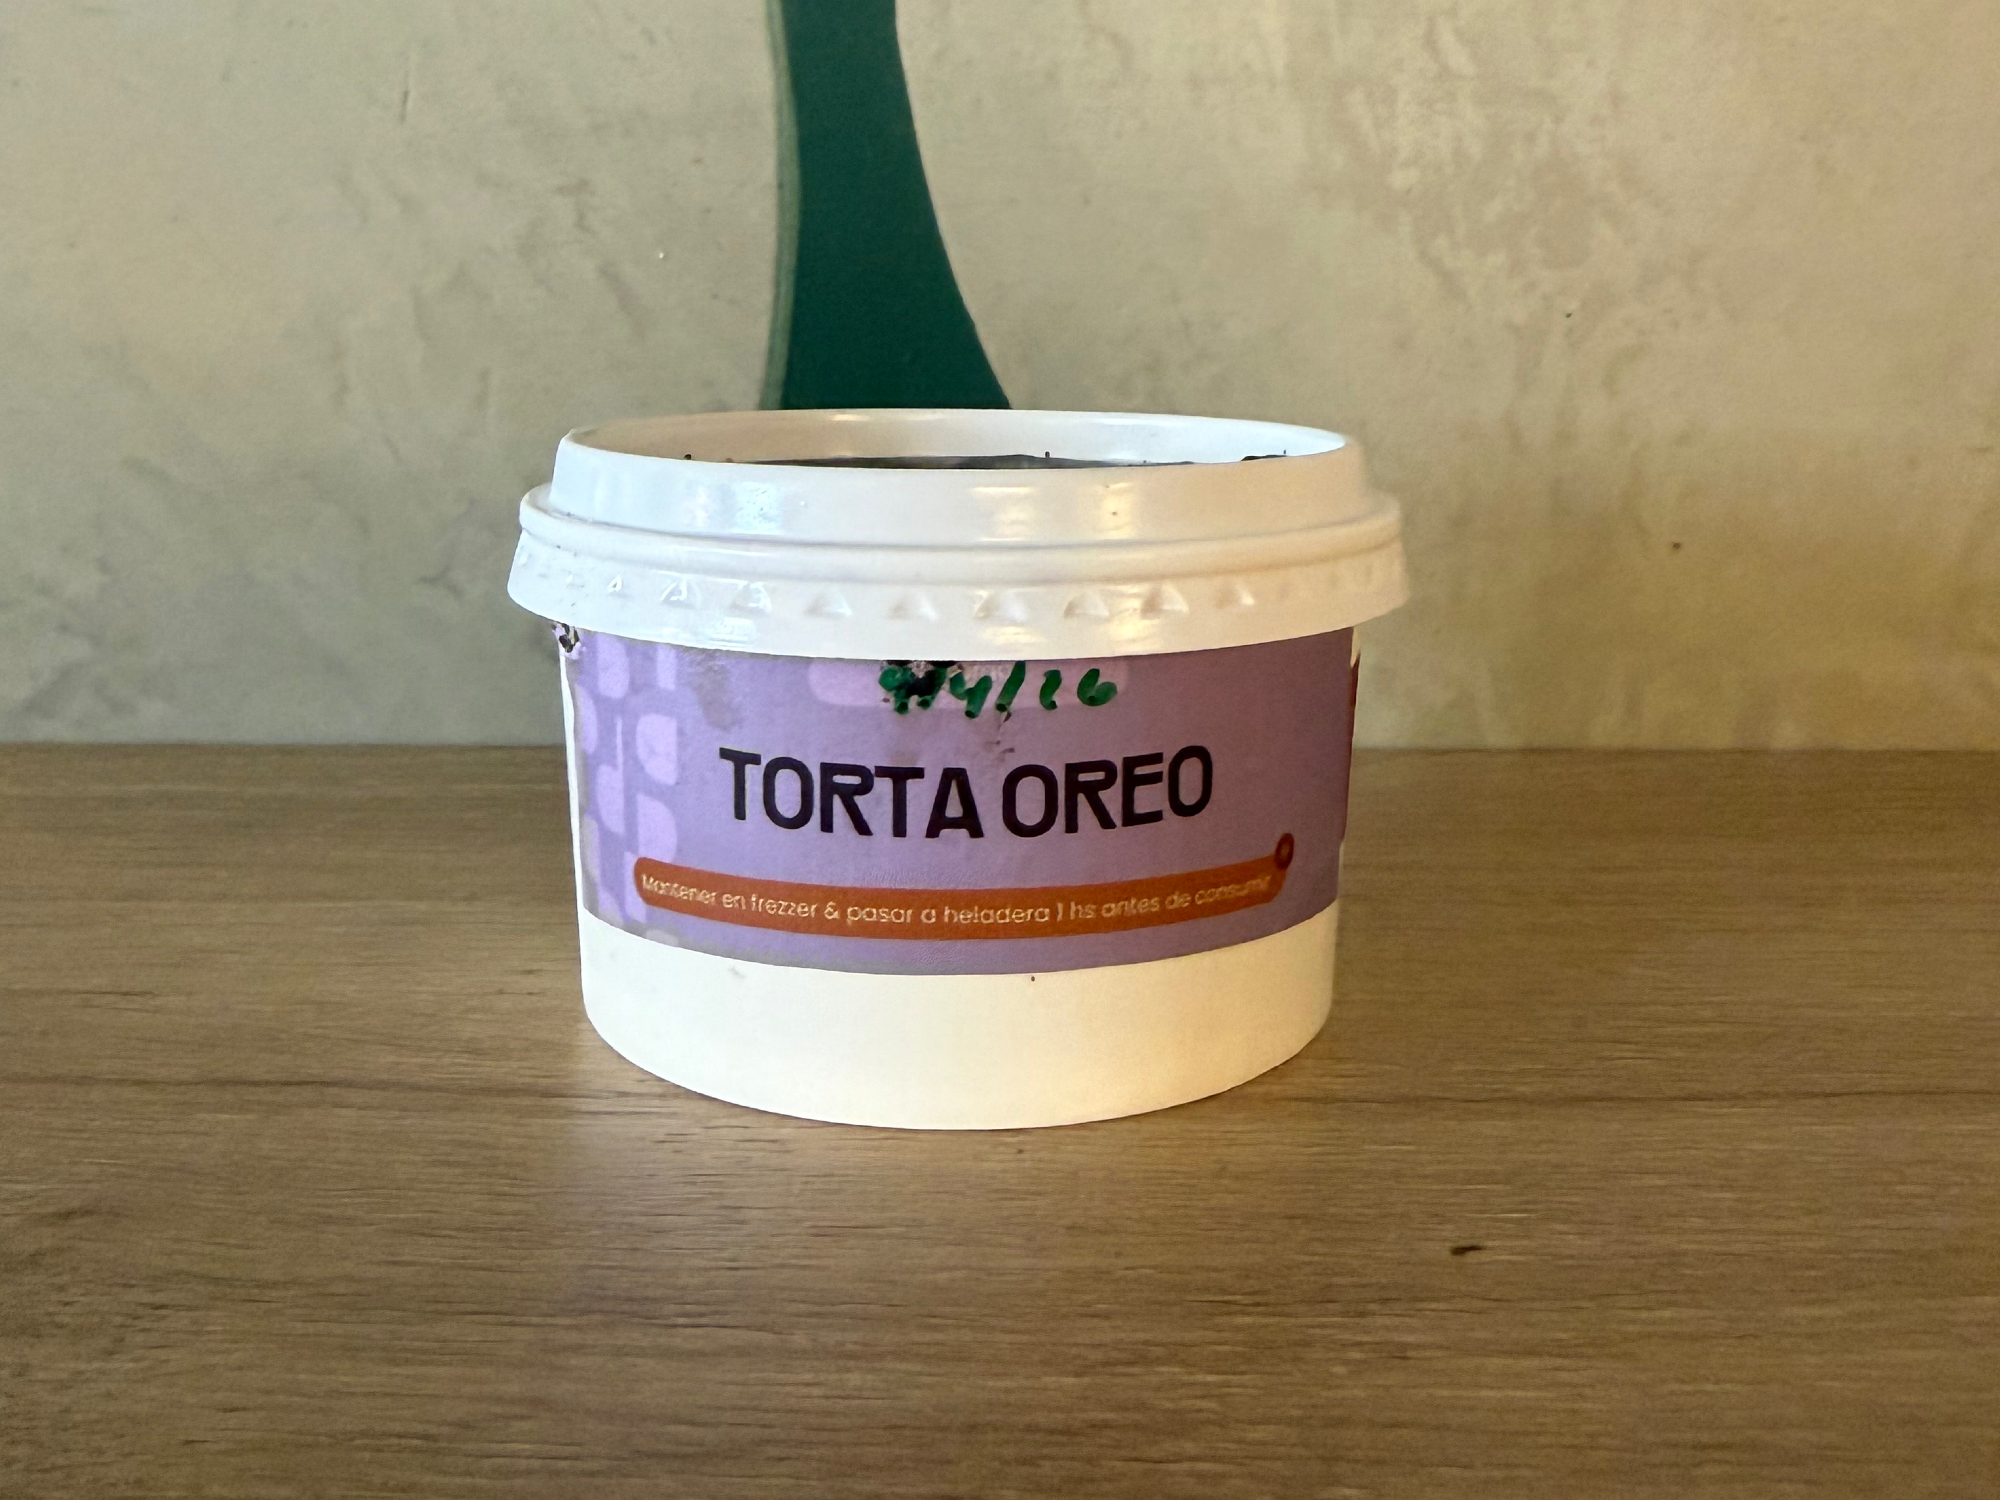 TORTA OREO
Mantener en frezzer & pasar a heladera 1 hs antes de consumir